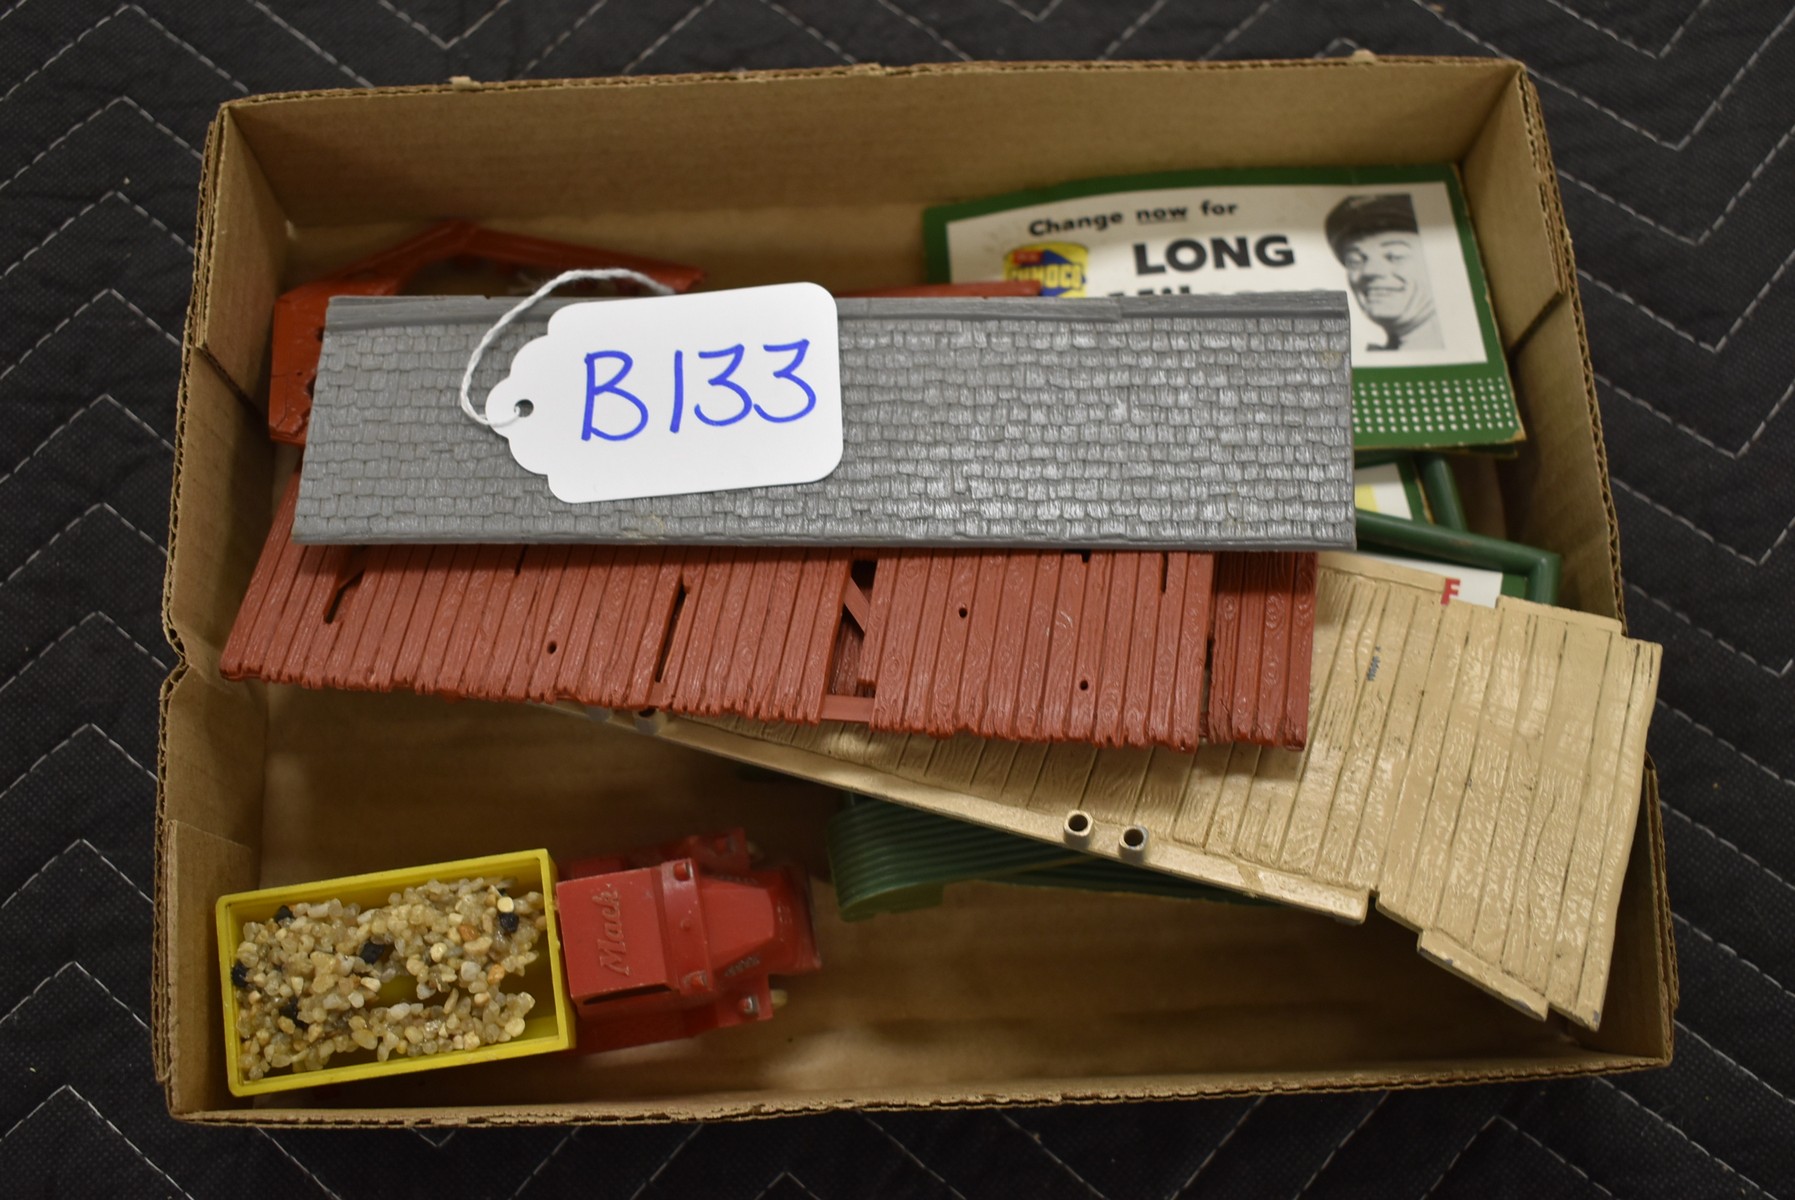 Change now for
SUNOCO
LONG
B133
F
Mack